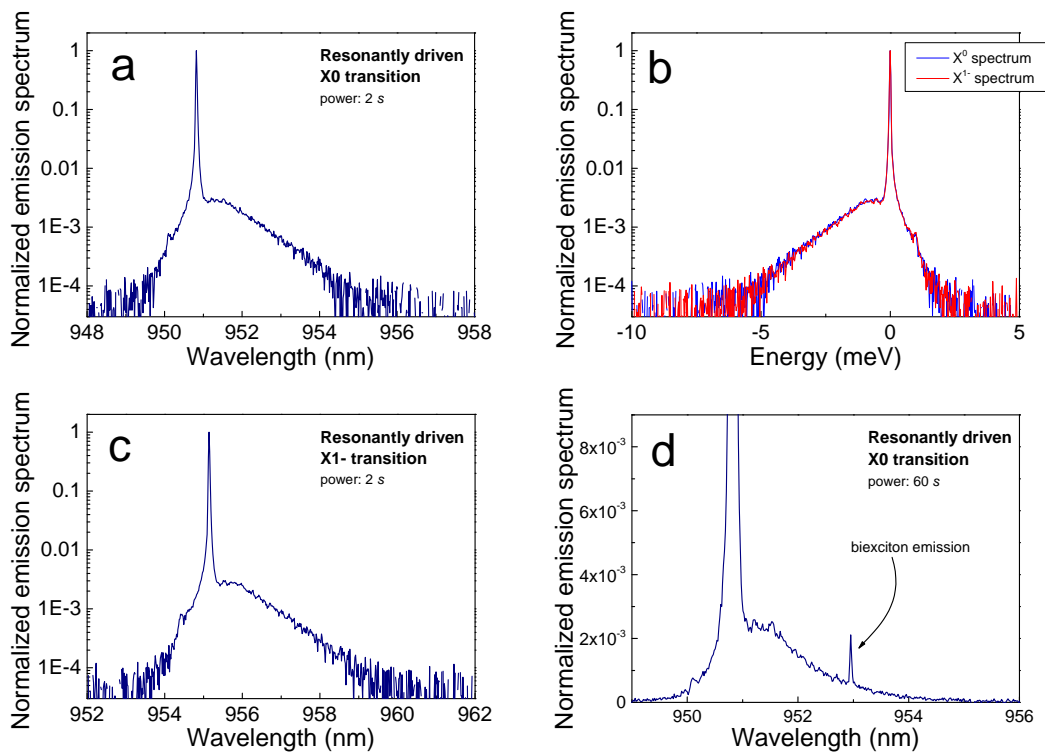 a
Resonantly driven
X0 transition
power: 2 s
Normalized emission spectrum
1
0.1
0.01
1E-3
1E-4
948 950 952 954 956 958
Wavelength (nm)
b
X⁰ spectrum
X¹⁻ spectrum
Normalized emission spectrum
1
0.1
0.01
1E-3
1E-4
-10 -5 0 5
Energy (meV)
c
Resonantly driven
X1- transition
power: 2 s
Normalized emission spectrum
1
0.1
0.01
1E-3
1E-4
952 954 956 958 960 962
Wavelength (nm)
d
Resonantly driven
X0 transition
power: 60 s
biexciton emission
Normalized emission spectrum
8x10⁻³
6x10⁻³
4x10⁻³
2x10⁻³
0
950 952 954 956
Wavelength (nm)